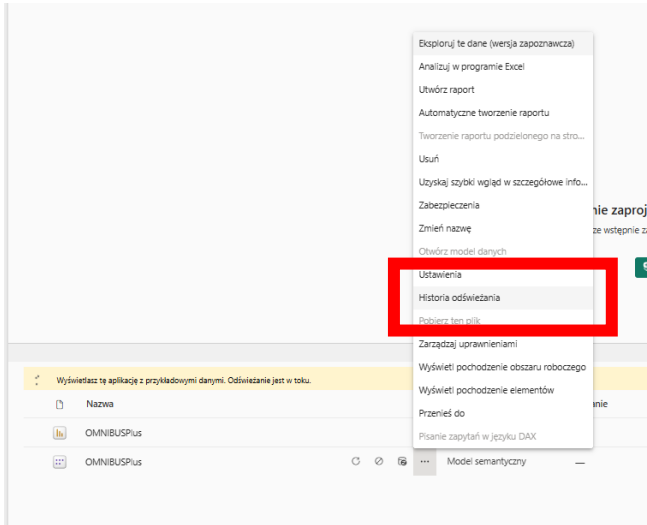 Eksploruj te dane (wersja zapoznawcza)
Analizuj w programie Excel
Utwórz raport
Automatyczne tworzenie raportu
Tworzenie raportu podzielonego na stro...
Usuń
Uzyskaj szybki wgląd w szczegółowe info...
Zabezpieczenia
nie zaproj
Zmień nazwę
ze wstępnie za
Otwórz model danych
Ustawienia
Historia odświeżania
Pobierz ten plik
Zarządzaj uprawnieniami
Wyświetl pochodzenie obszaru roboczego
Wyświetlasz tę aplikację z przykładowymi danymi. Odświeżanie jest w toku.
Wyświetl pochodzenie elementów
Nazwa
anie
Przenieś do
OMNIBUSPlus
Pisanie zapytań w języku DAX
OMNIBUSPlus
Model semantyczny
—